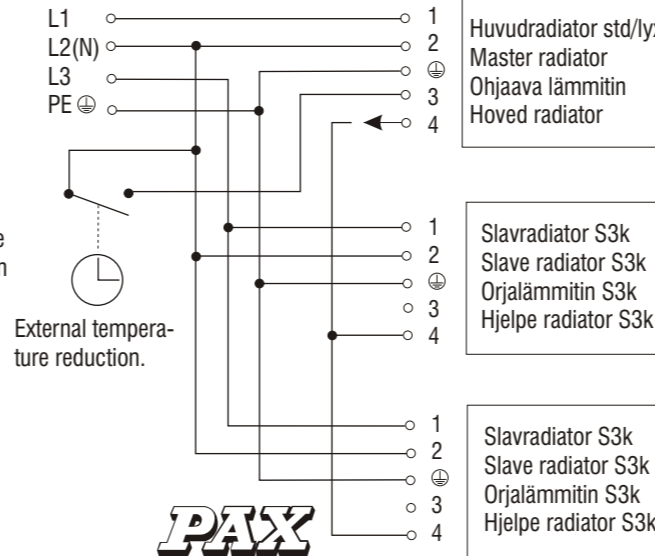 L1
L2(N)
L3
PE
1
2
3
4
Huvudradiator
Master radiator
Ohjaava lämmitin
Hoved radiator
External tempera-
ture reduction.
1
2
3
4
Slavradiator S3k
Slave radiator S3k
Orjalämmitin S3k
Hjelpe radiator S3k
1
2
3
4
Slavradiator S3k
Slave radiator S3k
Orjalämmitin S3k
Hjelpe radiator S3k
PAX